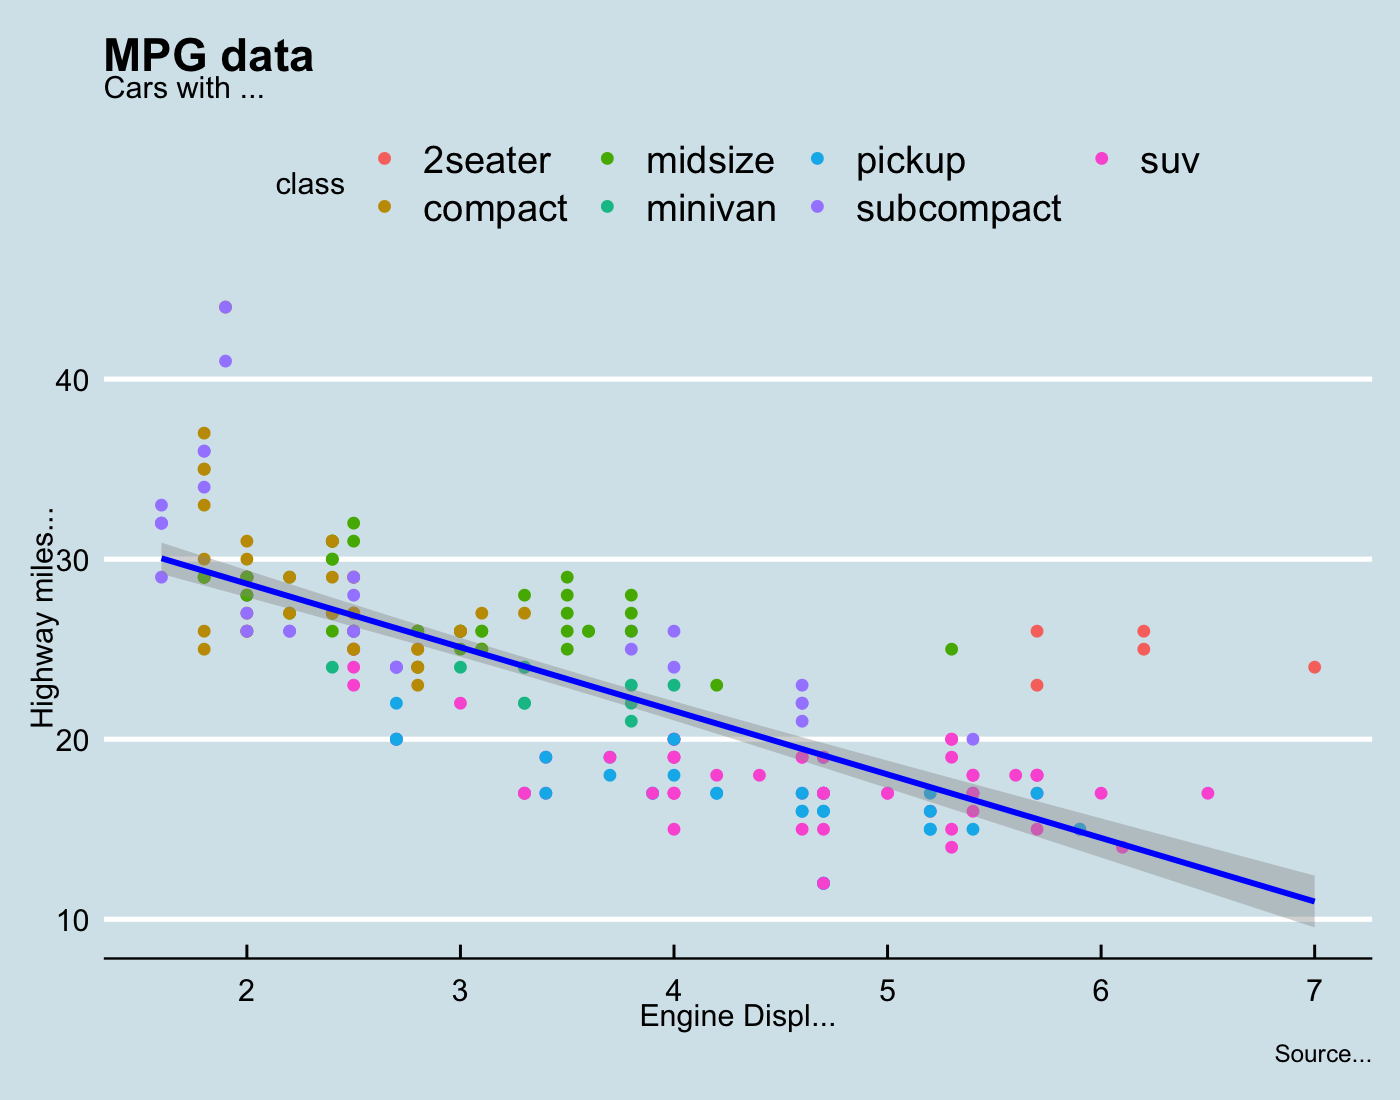 MPG data
Cars with ...
class
2seater midsize pickup suv
compact minivan subcompact
Highway miles...
40
30
20
10
2 3 4 5 6 7
Engine Displ...
Source...